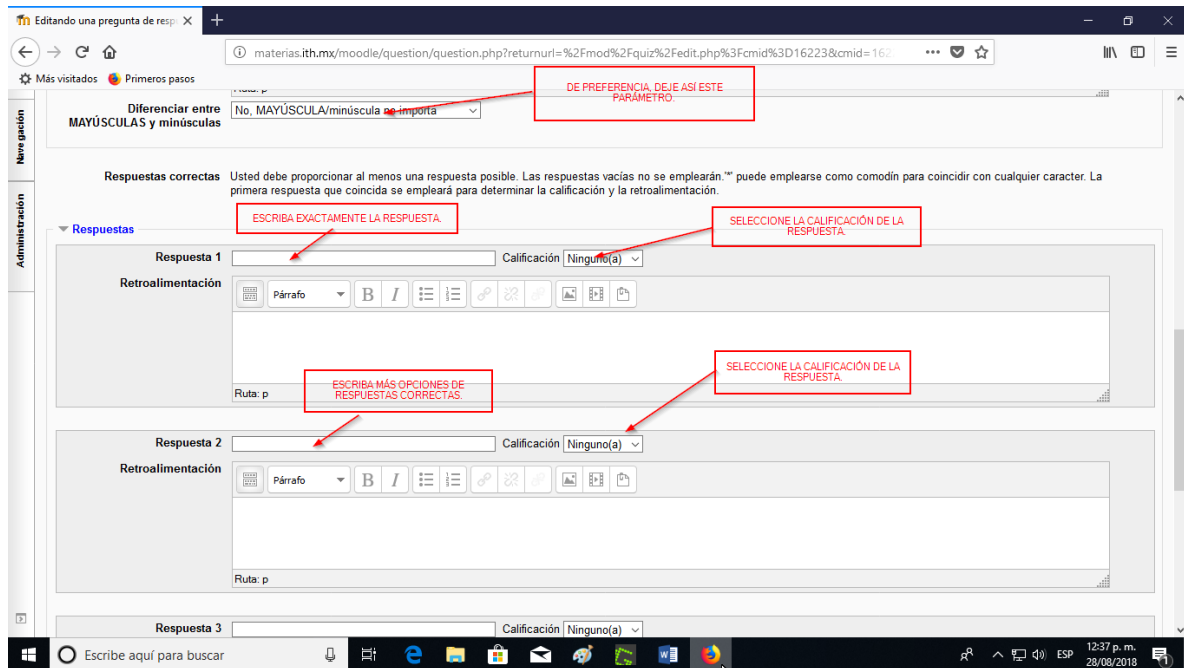 Editando una pregunta de resp
materias.ith.mx/moodle/question/question.php?returnurl=%2Fmod%2Fquiz%2Fedit.php%3Fcmid%3D16223&cmid=162
Más visitados Primeros pasos
Ruta: p
DE PREFERENCIA, DEJE ASÍ ESTE
PARÁMETRO.
Navegación
Administración
Diferenciar entre
MAYÚSCULAS y minúsculas
No, MAYÚSCULA/minúscula no importa
Respuestas correctas
Usted debe proporcionar al menos una respuesta posible. Las respuestas vacías no se emplearán.'*' puede emplearse como comodín para coincidir con cualquier caracter. La
primera respuesta que coincida se empleará para determinar la calificación y la retroalimentación.
ESCRIBA EXACTAMENTE LA RESPUESTA.
SELECCIONE LA CALIFICACIÓN DE LA
RESPUESTA.
Respuestas
Respuesta 1 Calificación Ninguno(a)
Retroalimentación
Párrafo B I
SELECCIONE LA CALIFICACIÓN DE LA
RESPUESTA.
ESCRIBA MÁS OPCIONES DE
RESPUESTAS CORRECTAS.
Ruta: p
Respuesta 2 Calificación Ninguno(a)
Retroalimentación
Párrafo B I
Ruta: p
Respuesta 3 Calificación Ninguno(a)
Escribe aquí para buscar
ESP
12:37 p. m.
28/08/2018